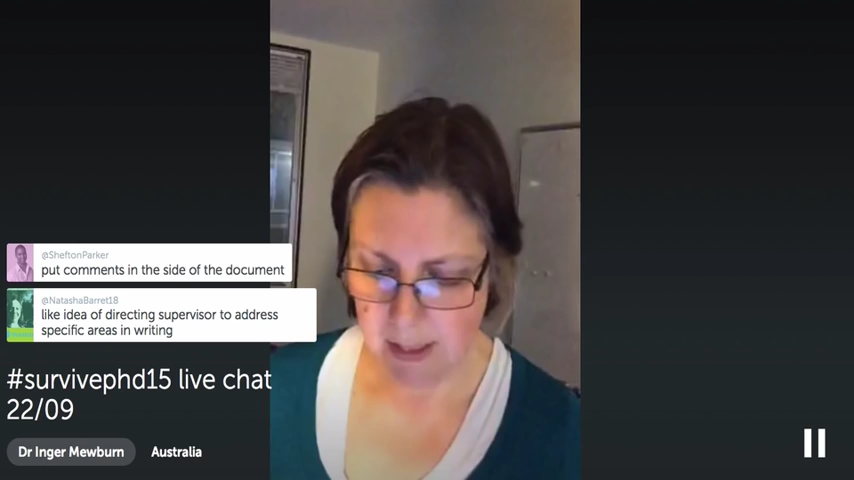 @SheftonParker
put comments in the side of the document
@NatashaBarret18
like idea of directing supervisor to address
specific areas in writing
#survivephd15 live chat
22/09
Dr Inger Mewburn
Australia